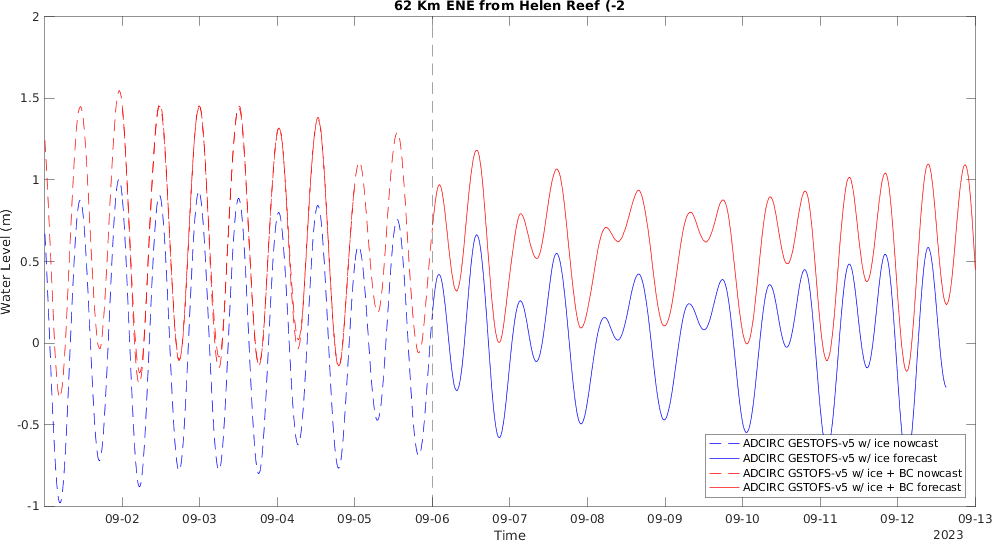 62 Km ENE from Helen Reef (-2
Water Level (m)
2
1.5
1
0.5
0
-0.5
-1
09-02 09-03 09-04 09-05 09-06 09-07 09-08 09-09 09-10 09-11 09-12 09-13
Time
2023
ADCIRC GESTOFS-v5 w/ ice nowcast
ADCIRC GESTOFS-v5 w/ ice forecast
ADCIRC GSTOFS-v5 w/ ice + BC nowcast
ADCIRC GSTOFS-v5 w/ ice + BC forecast